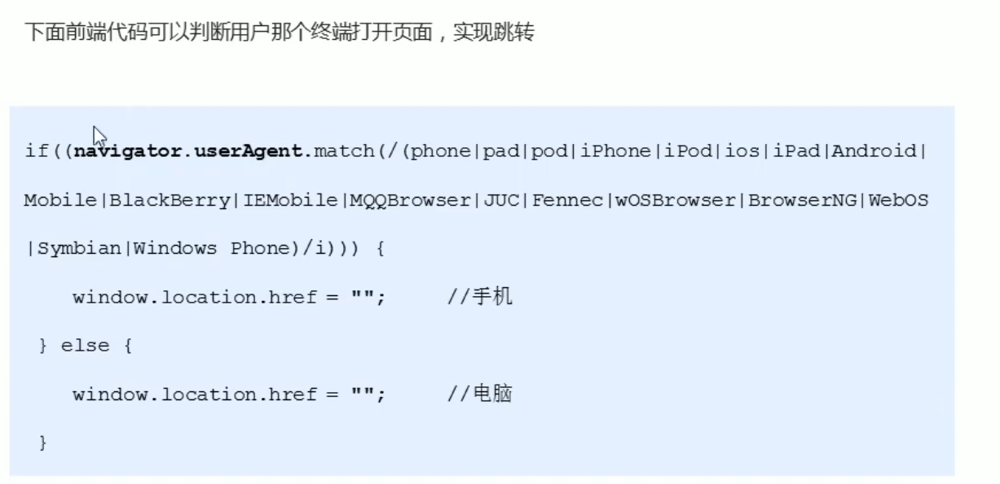 下面前端代码可以判断用户那个终端打开页面，实现跳转
if((navigator.userAgent.match(/(phone|pad|pod|iPhone|iPod|ios|iPad|Android|
Mobile|BlackBerry|IEMobile|MQQBrowser|JUC|Fennec|wOSBrowser|BrowserNG|WebOS
|Symbian|Windows Phone)/i))) {
window.location.href = ""; //手机
} else {
window.location.href = ""; //电脑
}